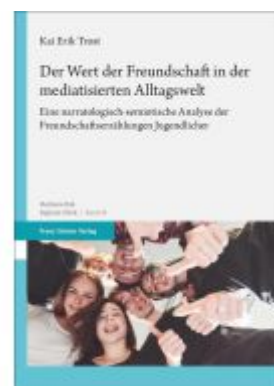 Kai Erik Trost
Der Wert der Freundschaft in der
mediatisierten Alltagswelt
Eine narratologisch-semiotische Analyse der
Freundschaftserzählungen Jugendlicher
Franz Steiner Verlag